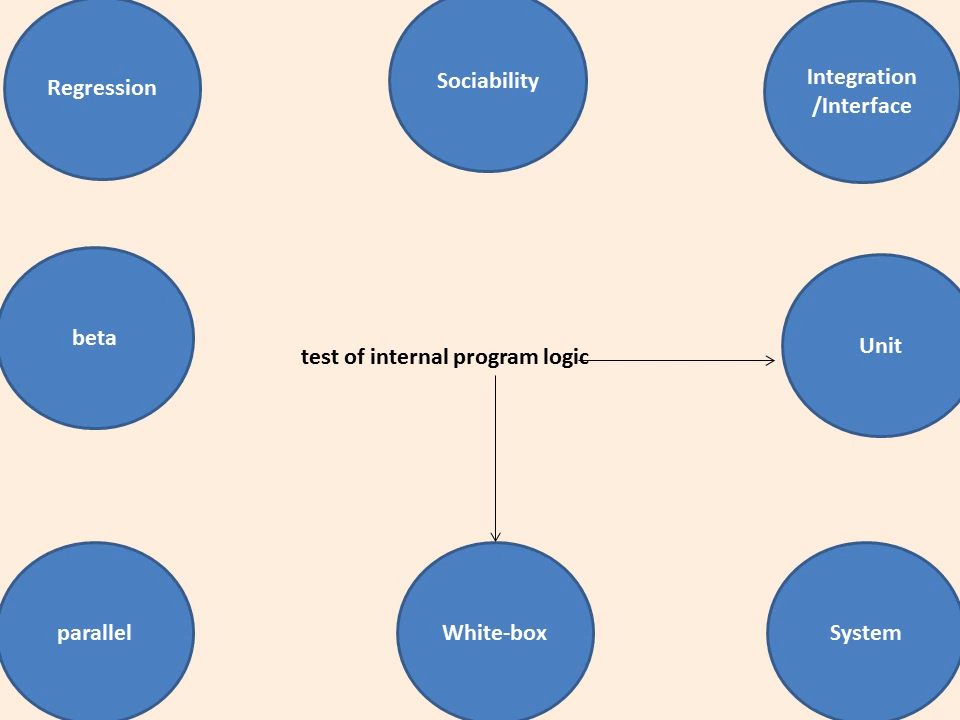 Regression
Sociability
Integration
/Interface
beta
test of internal program logic
Unit
parallel
White-box
System